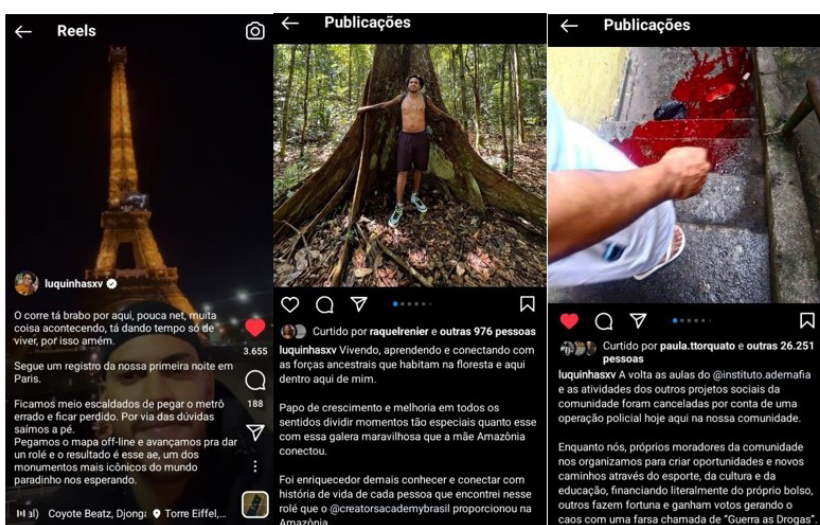 Reels
luquinhasxv
O corre tá brabo por aqui, pouca net, muita
coisa acontecendo, tá dando tempo só de
viver, por isso amém.
Segue um registro da nossa primeira noite em
Paris.
Ficamos meio escaldados de pegar o metrô
errado e ficar perdido. Por via das dúvidas
saímos a pé.
Pegamos o mapa off-line e avançamos pra dar
um rolé e o resultado é esse ae, um dos
monumentos mais icônicos do mundo
paradinho nos esperando.
3.655
188
al) Coyote Beatz, Djonga
Torre Eiffel,...
Publicações
Curtido por raquelrenier e outras 976 pessoas
luquinhasxv Vivendo, aprendendo e conectando com
as forças ancestrais que habitam na floresta e aqui
dentro aqui de mim.
Papo de crescimento e melhoria em todos os
sentidos dividir momentos tão especiais quanto esse
com essa galera maravilhosa que a mãe Amazônia
conectou.
Foi enriquecedor demais conhecer e conectar com
história de vida de cada pessoa que encontrei nesse
rolé que o @creatorsacademybrasil proporcionou na
Amazônia
Publicações
Curtido por paula.ttorquato e outras 26.251
pessoas
luquinhasxv A volta as aulas do @instituto.ademafia
e as atividades dos outros projetos sociais da
comunidade foram canceladas por conta de uma
operação policial hoje aqui na nossa comunidade.
Enquanto nós, próprios moradores da comunidade
nos organizamos para criar oportunidades e novos
caminhos através do esporte, da cultura e da
educação, financiando literalmente do próprio bolso,
outros fazem fortuna e ganham votos gerando o
caos com uma farsa chamada de "Guerra as Drogas".